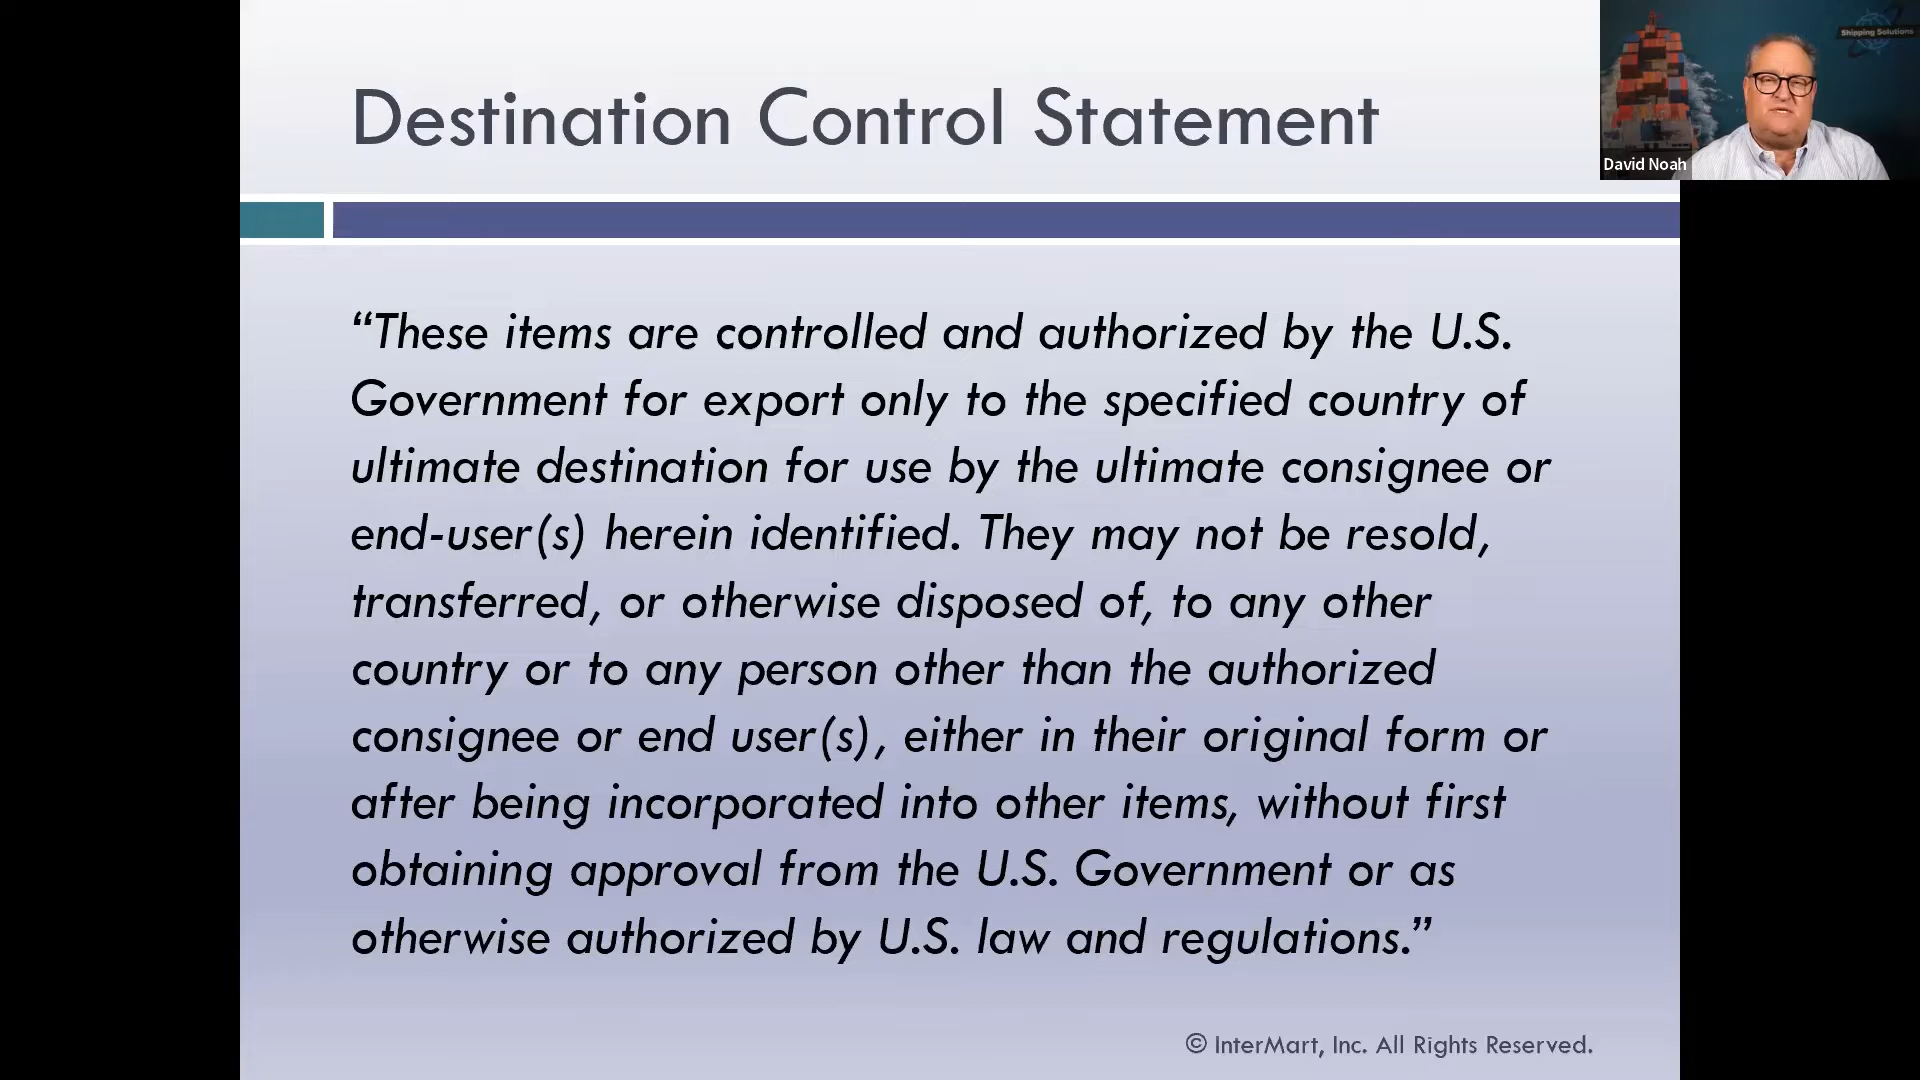 Destination Control Statement
Shipping Solutions
David Noah
“These items are controlled and authorized by the U.S.
Government for export only to the specified country of
ultimate destination for use by the ultimate consignee or
end-user(s) herein identified. They may not be resold,
transferred, or otherwise disposed of, to any other
country or to any person other than the authorized
consignee or end user(s), either in their original form or
after being incorporated into other items, without first
obtaining approval from the U.S. Government or as
otherwise authorized by U.S. law and regulations.”
© InterMart, Inc. All Rights Reserved.